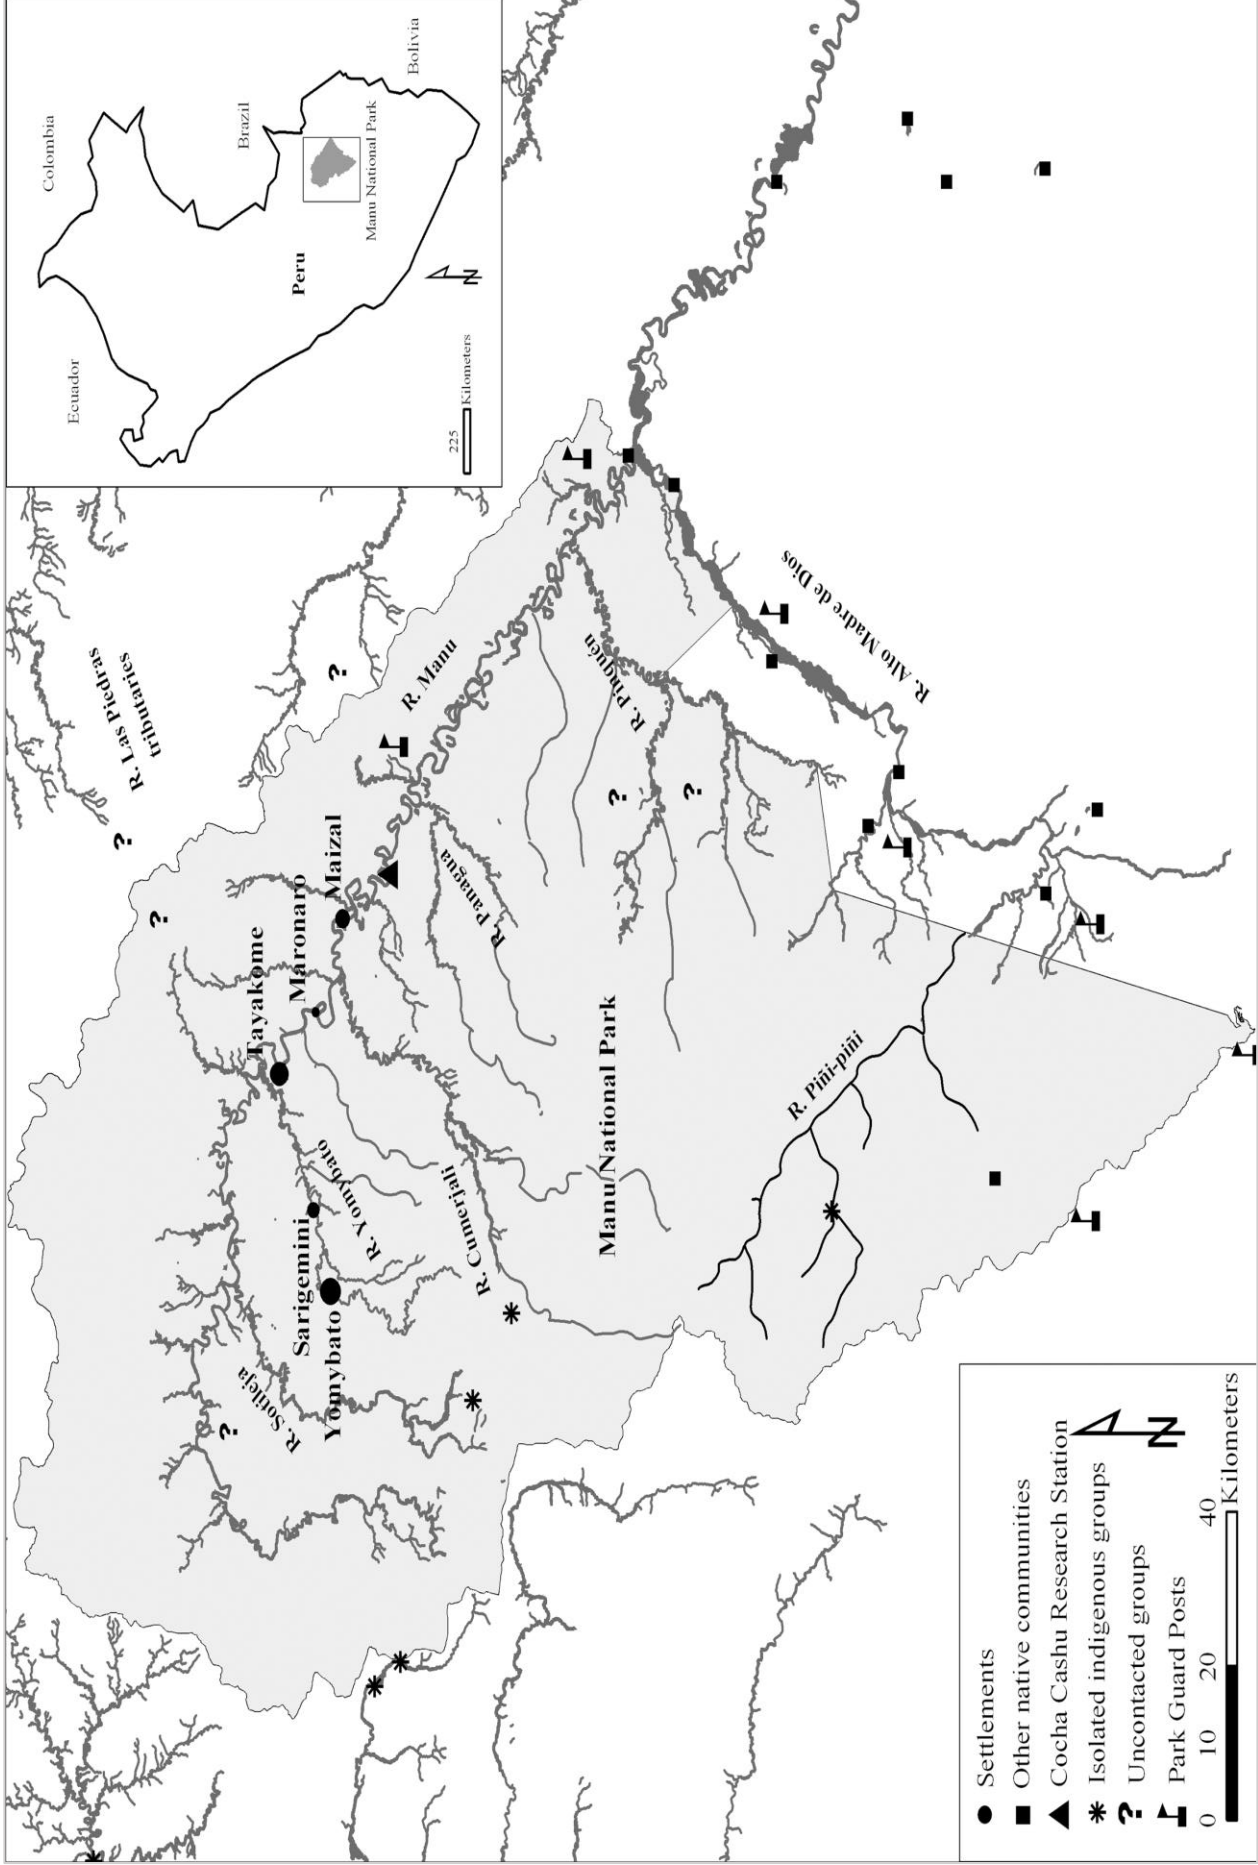 Colombia
Ecuador
Brazil
Peru
Bolivia
Manu National Park
225
Kilometers
N
R. Las Piedras
tributaries
?
?
?
?
?
?
R. Manu
Tayakome
Maronaro
Maizal
Sarigemini
Yomybato
R. Yomybato
R. Sotileja
R. Cumerjali
R. Panagua
R. Pinquén
Manu National Park
R. Piñi-piñi
R. Alto Madre de Dios
Settlements
Other native communities
Cocha Cashu Research Station
Isolated indigenous groups
? Uncontacted groups
Park Guard Posts
0 10 20 40
Kilometers
N